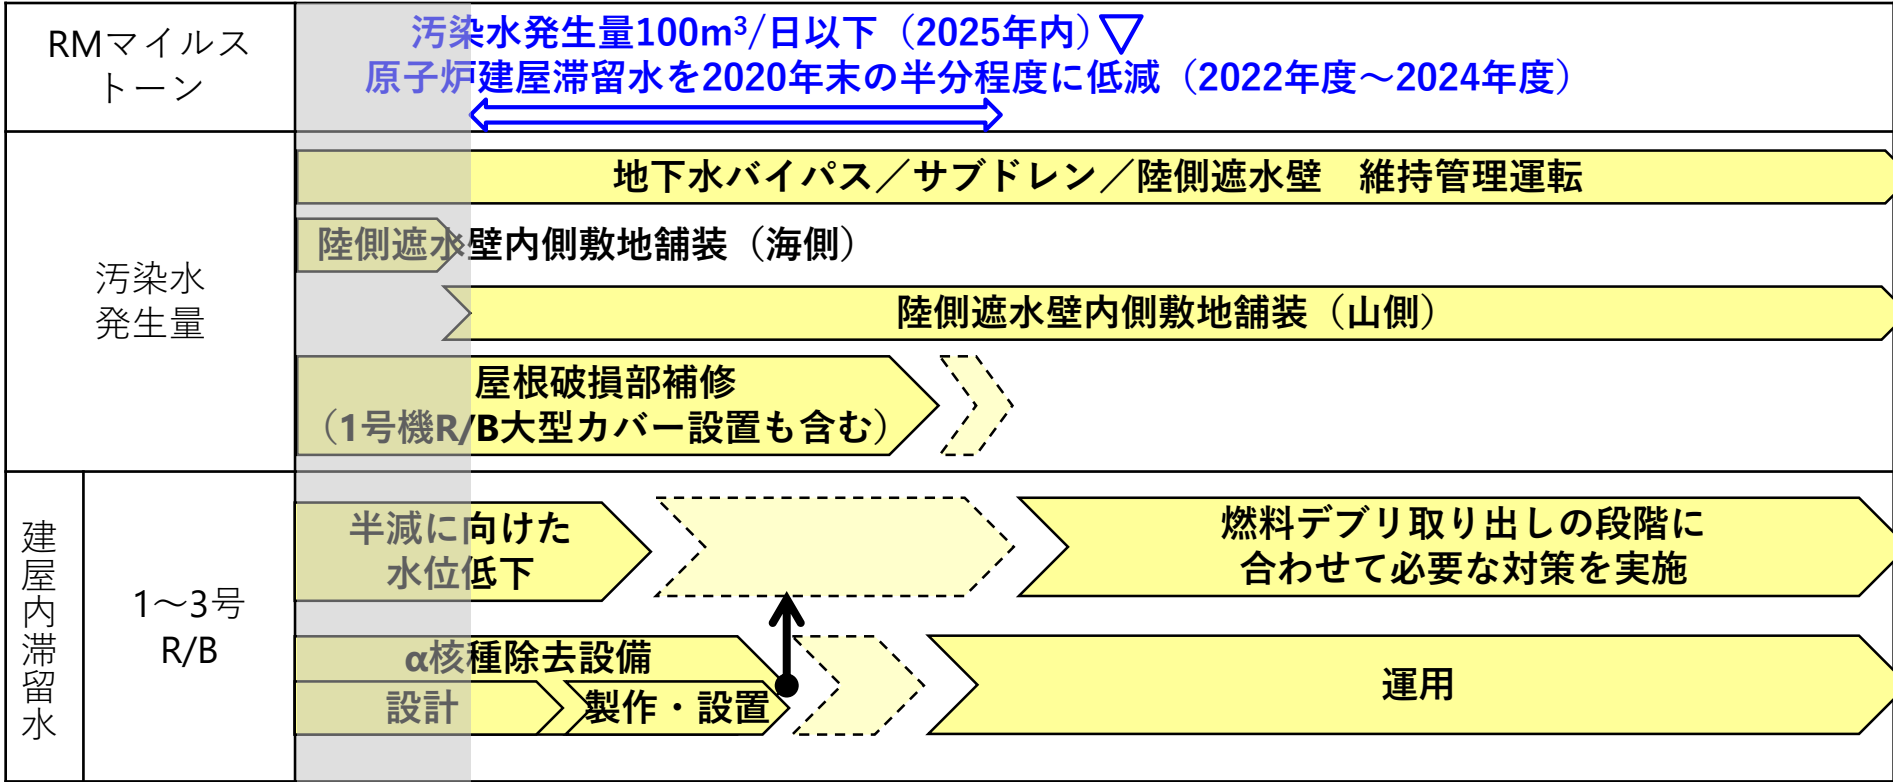 RMマイルス
トーン
汚染水発生量100m³/日以下（2025年内）▽
原子炉建屋滞留水を2020年末の半分程度に低減（2022年度～2024年度）
汚染水
発生量
地下水バイパス／サブドレン／陸側遮水壁　維持管理運転
陸側遮水壁内側敷地舗装（海側）
陸側遮水壁内側敷地舗装（山側）
屋根破損部補修
（1号機R/B大型カバー設置も含む）
建屋内滞留水
1～3号
R/B
半減に向けた
水位低下
燃料デブリ取り出しの段階に
合わせて必要な対策を実施
α核種除去設備
設計
製作・設置
運用